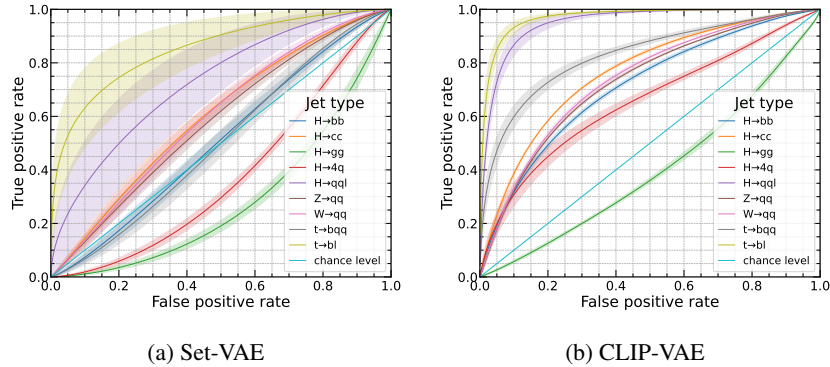 1.0
0.8
0.6
0.4
0.2
0.0
0.0 0.2 0.4 0.6 0.8 1.0
True positive rate
False positive rate
Jet type
H→bb
H→cc
H→gg
H→4q
H→qql
Z→qq
W→qq
t→bqq
t→bl
chance level
(a) Set-VAE
1.0
0.8
0.6
0.4
0.2
0.0
0.0 0.2 0.4 0.6 0.8 1.0
True positive rate
False positive rate
Jet type
H→bb
H→cc
H→gg
H→4q
H→qql
Z→qq
W→qq
t→bqq
t→bl
chance level
(b) CLIP-VAE